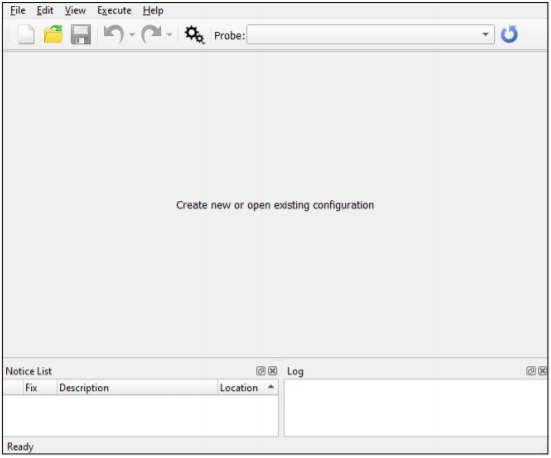 File Edit View Execute Help
Probe:
Create new or open existing configuration
Notice List
Fix Description Location
Log
Ready